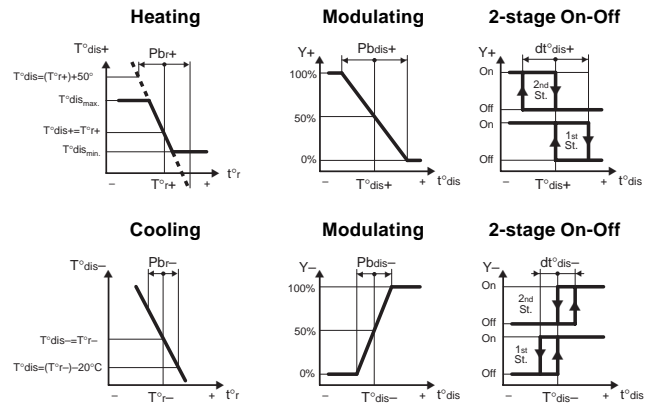 Heating
T°dis+
Pbr+
T°dis=(T°r+)+50°
T°dismax.
T°dis+=T°r+
T°dismin.
– T°r+ + t°r
Modulating
Y+
Pbdis+
100%
50%
0%
– T°dis+ + t°dis
2-stage On-Off
Y+
dt°dis+
On
2nd
St.
Off
On
1st
St.
Off
– T°dis+ + t°dis
Cooling
T°dis–
Pbr–
T°dis–=T°r–
T°dis=(T°r–)–20°C
– T°r– + t°r
Modulating
Y–
Pbdis–
100%
50%
0%
– T°dis– + t°dis
2-stage On-Off
Y–
dt°dis–
On
2nd
St.
Off
On
1st
St.
Off
– T°dis– + t°dis